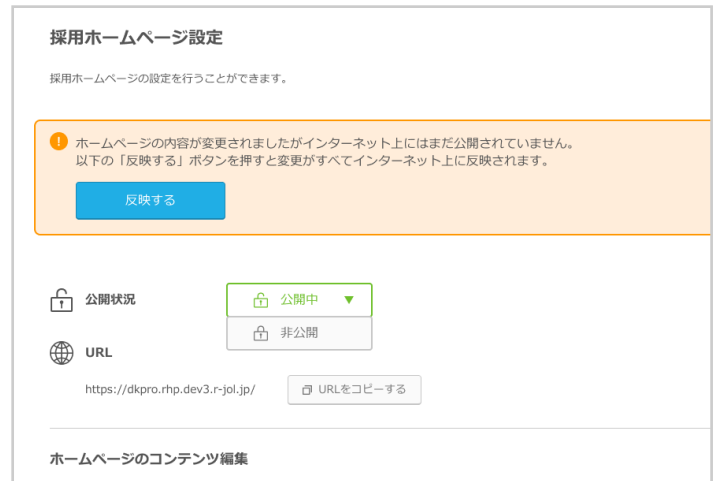 採用ホームページ設定
採用ホームページの設定を行うことができます。
ホームページの内容が変更されましたがインターネット上にはまだ公開されていません。
以下の「反映する」ボタンを押すと変更がすべてインターネット上に反映されます。
反映する
公開状況
公開中 ▼
非公開
URL
https://dkpro.rhp.dev3.r-jol.jp/
URLをコピーする
ホームページのコンテンツ編集